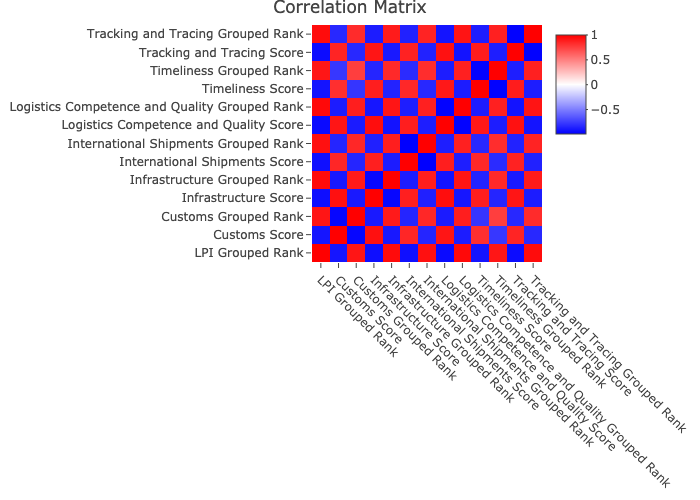 Correlation Matrix
Tracking and Tracing Grouped Rank
Tracking and Tracing Score
Timeliness Grouped Rank
Timeliness Score
Logistics Competence and Quality Grouped Rank
Logistics Competence and Quality Score
International Shipments Grouped Rank
International Shipments Score
Infrastructure Grouped Rank
Infrastructure Score
Customs Grouped Rank
Customs Score
LPI Grouped Rank
1
0.5
0
−0.5
LPI Grouped Rank
Customs Score
Customs Grouped Rank
Infrastructure Score
Infrastructure Grouped Rank
International Shipments Score
International Shipments Grouped Rank
Logistics Competence and Quality Score
Logistics Competence and Quality Grouped Rank
Timeliness Score
Timeliness Grouped Rank
Tracking and Tracing Score
Tracking and Tracing Grouped Rank